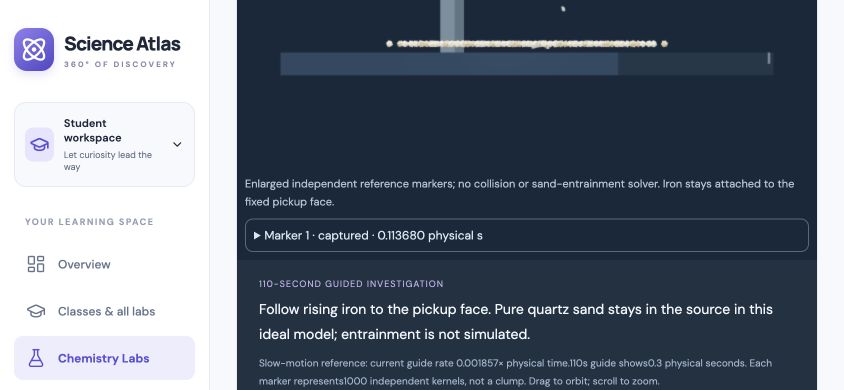 Science Atlas
360° OF DISCOVERY
Student
workspace
Let curiosity lead the
way
YOUR LEARNING SPACE
Overview
Classes & all labs
Chemistry Labs
Enlarged independent reference markers; no collision or sand-entrainment solver. Iron stays attached to the
fixed pickup face.
▶ Marker 1 · captured · 0.113680 physical s
110-SECOND GUIDED INVESTIGATION
Follow rising iron to the pickup face. Pure quartz sand stays in the source in this
ideal model; entrainment is not simulated.
Slow-motion reference: current guide rate 0.001857× physical time.110s guide shows0.3 physical seconds. Each
marker represents1000 independent kernels, not a clump. Drag to orbit; scroll to zoom.